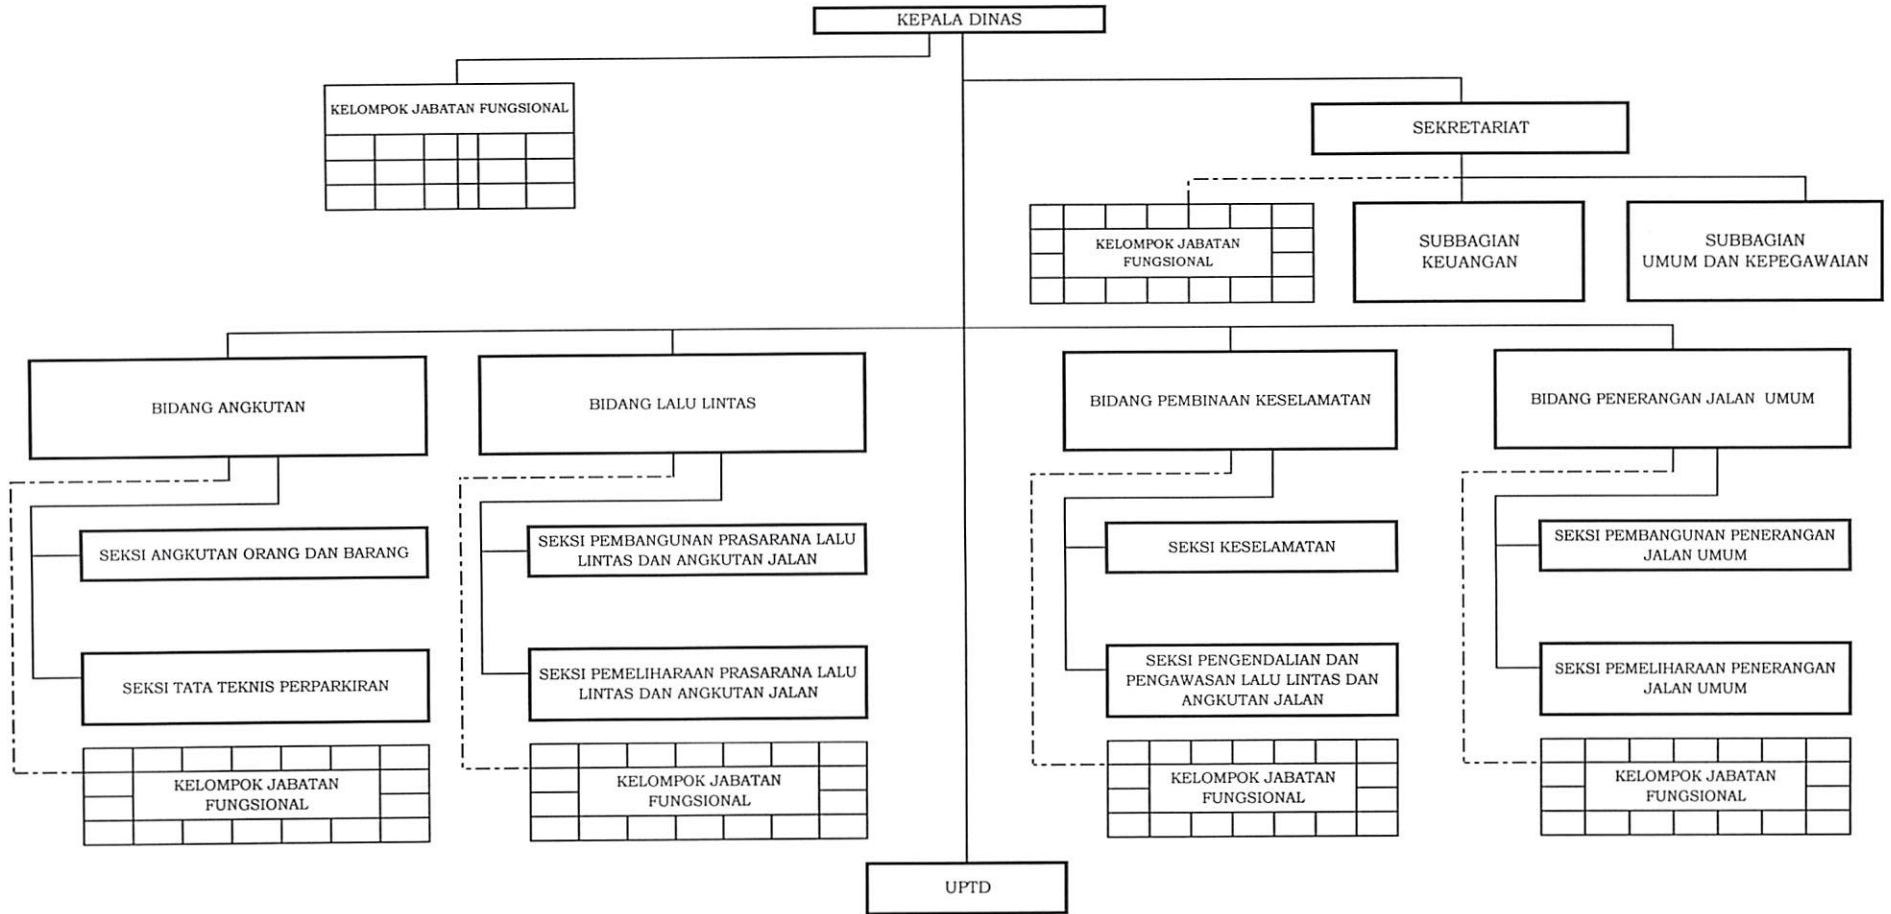 KEPALA DINAS
KELOMPOK JABATAN FUNGSIONAL
SEKRETARIAT
KELOMPOK JABATAN
FUNGSIONAL
SUBBAGIAN
KEUANGAN
SUBBAGIAN
UMUM DAN KEPEGAWAIAN
BIDANG ANGKUTAN
BIDANG LALU LINTAS
BIDANG PEMBINAAN KESELAMATAN
BIDANG PENERANGAN JALAN UMUM
SEKSI ANGKUTAN ORANG DAN BARANG
SEKSI PEMBANGUNAN PRASARANA LALU
LINTAS DAN ANGKUTAN JALAN
SEKSI KESELAMATAN
SEKSI PEMBANGUNAN PENERANGAN
JALAN UMUM
SEKSI TATA TEKNIS PERPARKIRAN
SEKSI PEMELIHARAAN PRASARANA LALU
LINTAS DAN ANGKUTAN JALAN
SEKSI PENGENDALIAN DAN
PENGAWASAN LALU LINTAS DAN
ANGKUTAN JALAN
SEKSI PEMELIHARAAN PENERANGAN
JALAN UMUM
KELOMPOK JABATAN
FUNGSIONAL
KELOMPOK JABATAN
FUNGSIONAL
KELOMPOK JABATAN
FUNGSIONAL
KELOMPOK JABATAN
FUNGSIONAL
UPTD